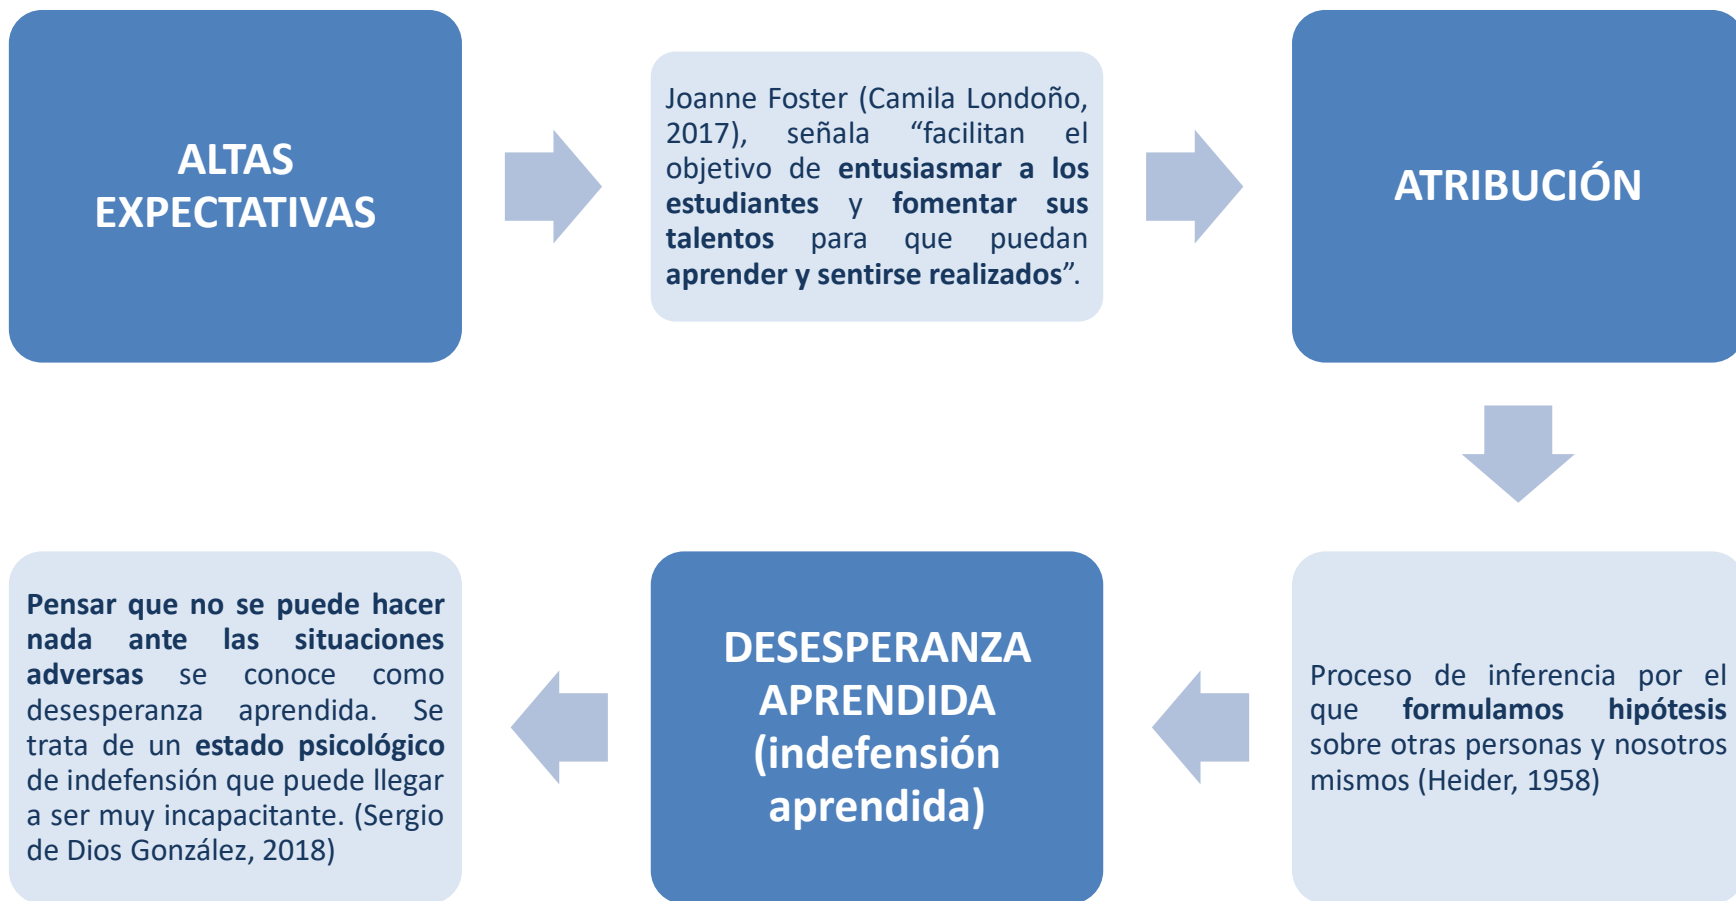 ALTAS
EXPECTATIVAS
Joanne Foster (Camila Londoño,
2017), señala “facilitan el
objetivo de entusiasmar a los
estudiantes y fomentar sus
talentos para que puedan
aprender y sentirse realizados”.
ATRIBUCIÓN
Proceso de inferencia por el
que formulamos hipótesis
sobre otras personas y nosotros
mismos (Heider, 1958)
DESESPERANZA
APRENDIDA
(indefensión
aprendida)
Pensar que no se puede hacer
nada ante las situaciones
adversas se conoce como
desesperanza aprendida. Se
trata de un estado psicológico
de indefensión que puede llegar
a ser muy incapacitante. (Sergio
de Dios González, 2018)